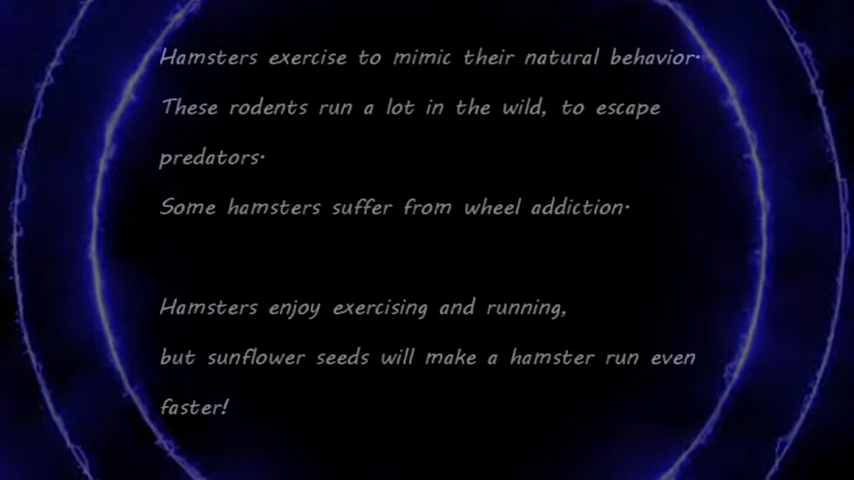 Hamsters exercise to mimic their natural behavior.
These rodents run a lot in the wild, to escape
predators.
Some hamsters suffer from wheel addiction.
Hamsters enjoy exercising and running,
but sunflower seeds will make a hamster run even
faster!